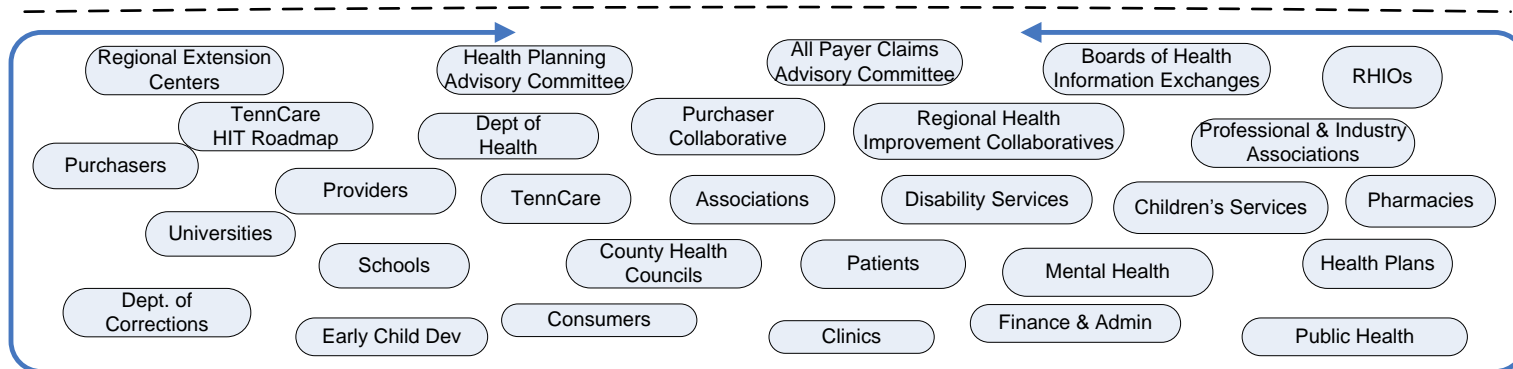 Regional Extension
Centers
Health Planning
Advisory Committee
All Payer Claims
Advisory Committee
Boards of Health
Information Exchanges
RHIOs
TennCare
HIT Roadmap
Dept of
Health
Purchaser
Collaborative
Regional Health
Improvement Collaboratives
Professional & Industry
Associations
Purchasers
Providers
TennCare
Associations
Disability Services
Children’s Services
Pharmacies
Universities
Schools
County Health
Councils
Patients
Mental Health
Health Plans
Dept. of
Corrections
Early Child Dev
Consumers
Clinics
Finance & Admin
Public Health